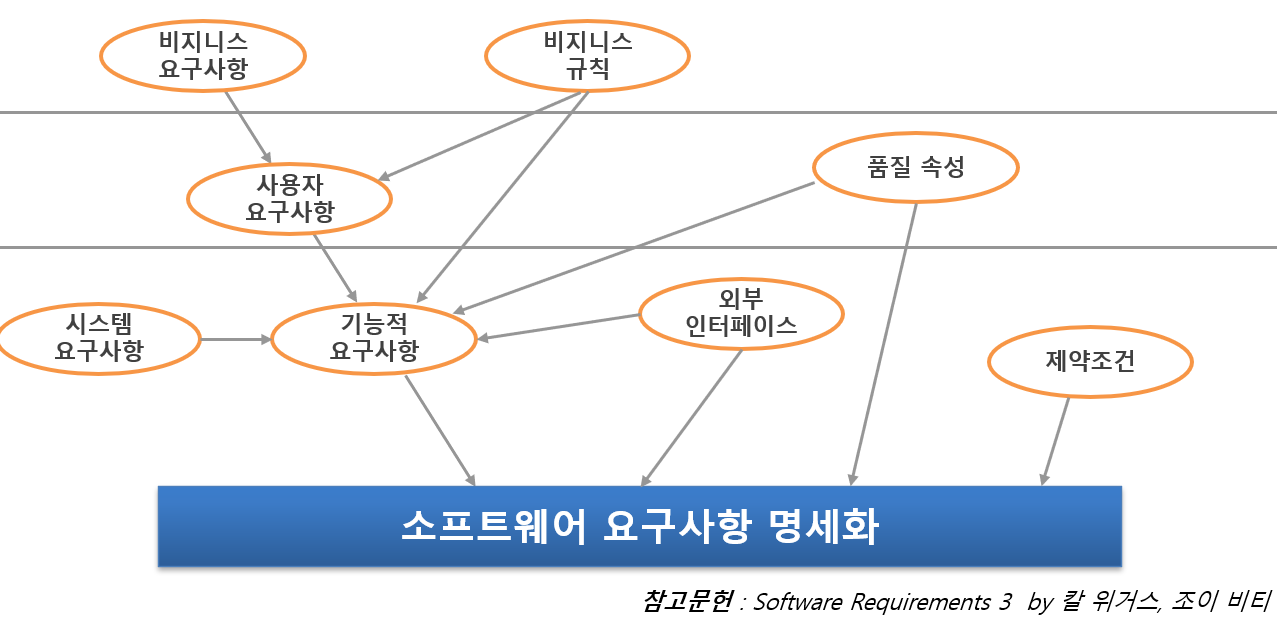 비지니스
요구사항
비지니스
규칙
사용자
요구사항
품질 속성
시스템
요구사항
기능적
요구사항
외부
인터페이스
제약조건
소프트웨어 요구사항 명세화
참고문헌 : Software Requirements 3 by 칼 위거스, 조이 비티